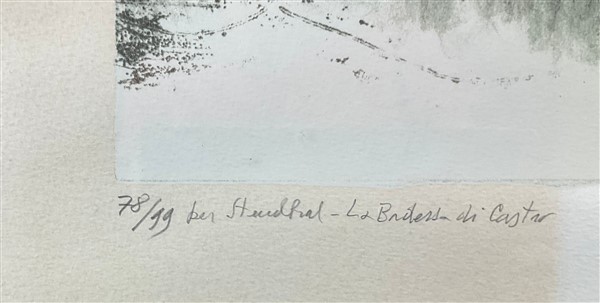 78/99 per Stendhal - La Badessa di Castro